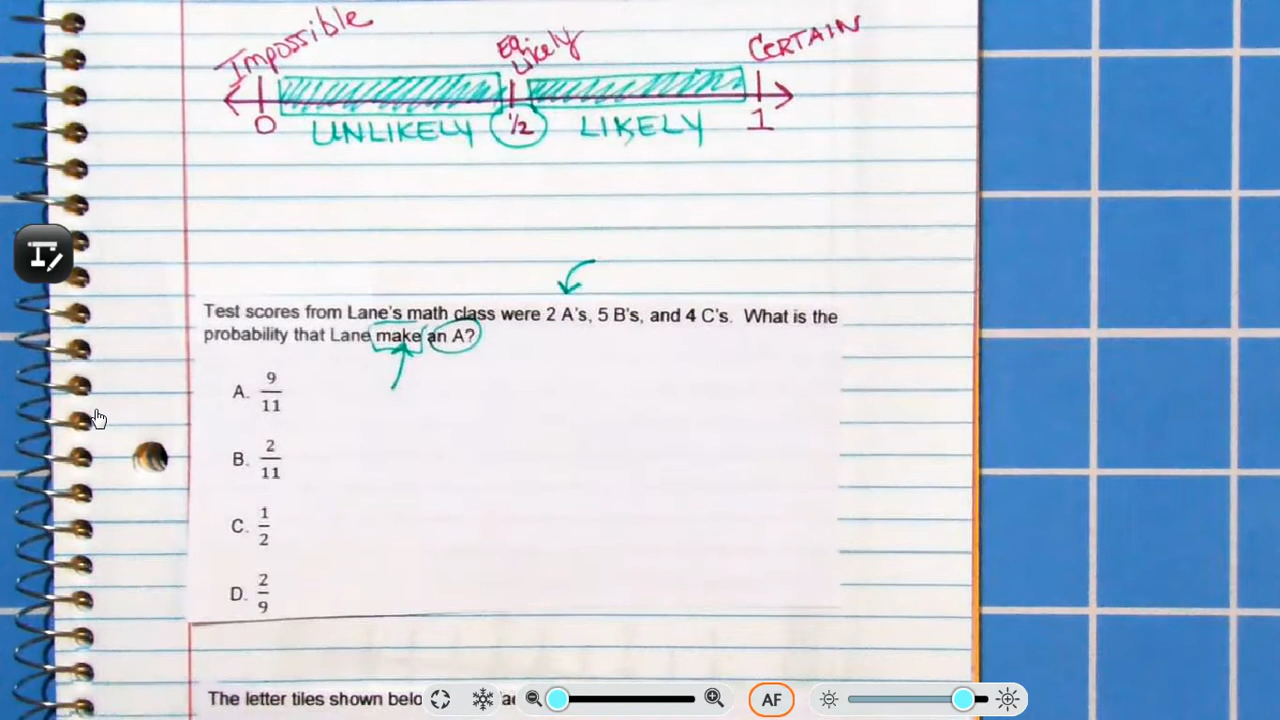 Impossible
Eq.
Likely
CERTAIN
0
UNLIKELY
1/2
LIKELY
1
Test scores from Lane's math class were 2 A's, 5 B's, and 4 C's. What is the
probability that Lane make an A?
A. 9/11
B. 2/11
C. 1/2
D. 2/9
The letter tiles shown belo
AF